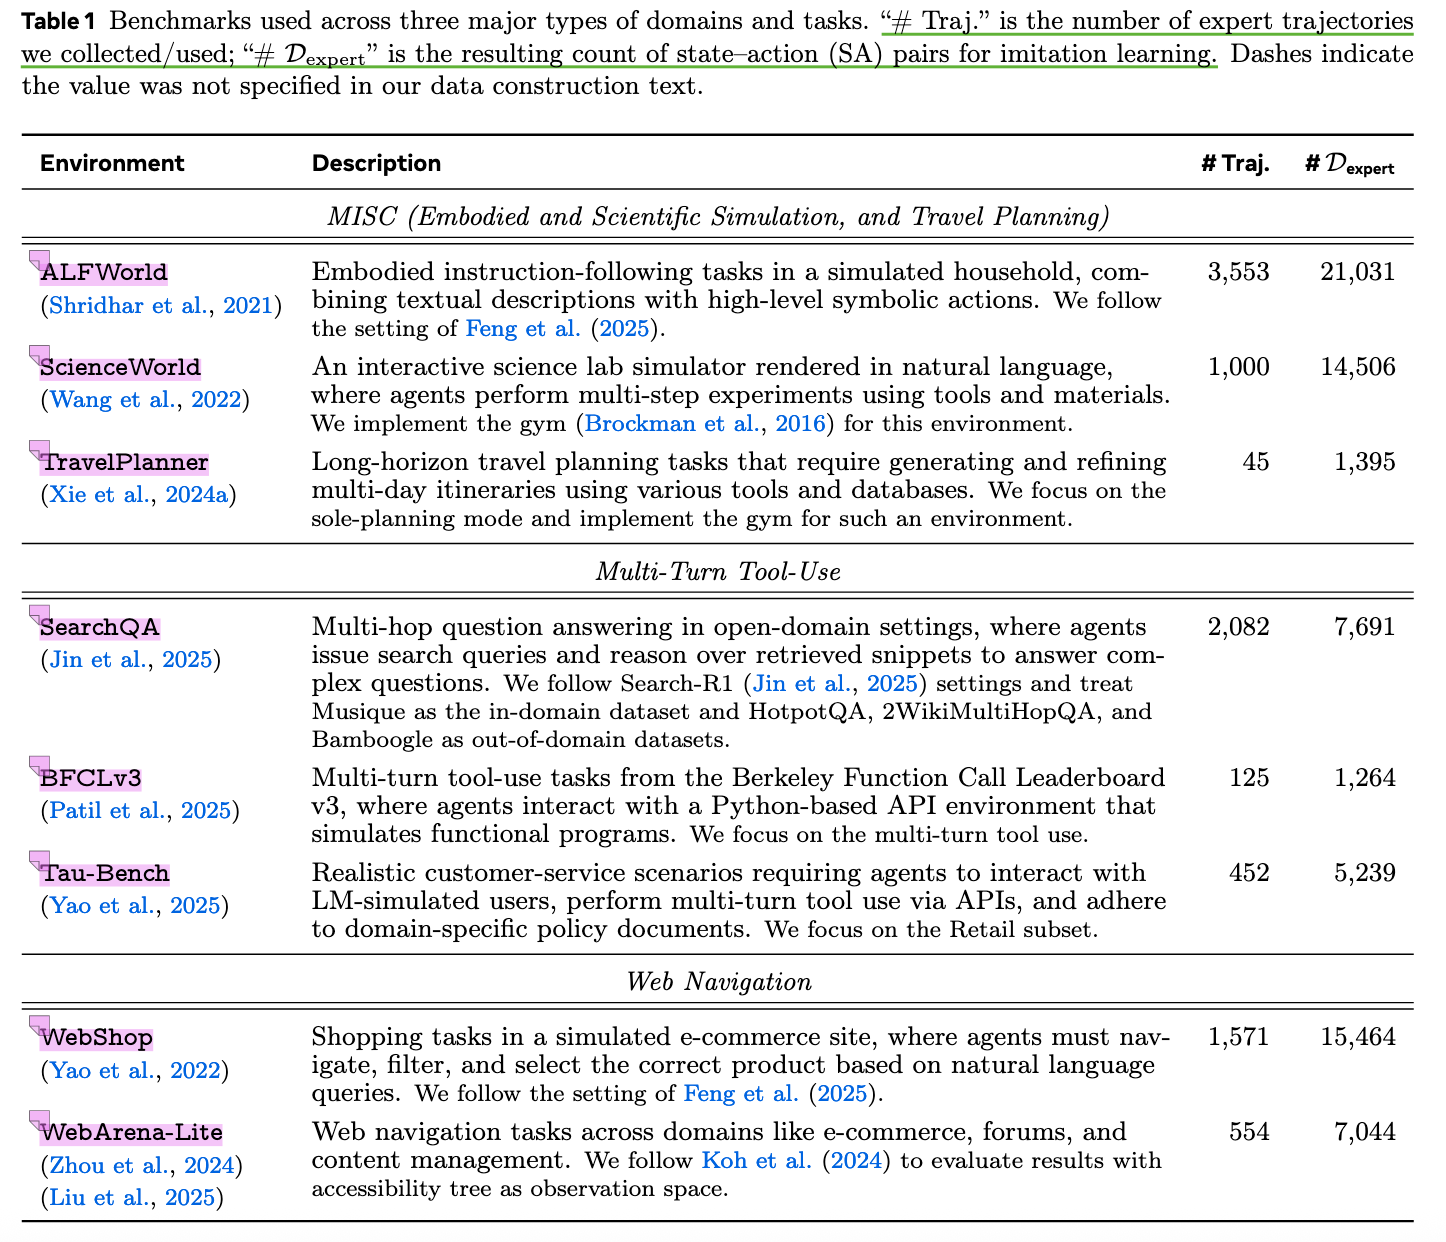 Table 1 Benchmarks used across three major types of domains and tasks. “# Traj.” is the number of expert trajectories
we collected/used; “# 𝒟expert” is the resulting count of state–action (SA) pairs for imitation learning. Dashes indicate
the value was not specified in our data construction text.
Environment Description # Traj. # 𝒟expert
MISC (Embodied and Scientific Simulation, and Travel Planning)
ALFWorld Embodied instruction-following tasks in a simulated household, com- 3,553 21,031
(Shridhar et al., 2021) bining textual descriptions with high-level symbolic actions. We follow
the setting of Feng et al. (2025).
ScienceWorld An interactive science lab simulator rendered in natural language, 1,000 14,506
(Wang et al., 2022) where agents perform multi-step experiments using tools and materials.
We implement the gym (Brockman et al., 2016) for this environment.
TravelPlanner Long-horizon travel planning tasks that require generating and refining 45 1,395
(Xie et al., 2024a) multi-day itineraries using various tools and databases. We focus on the
sole-planning mode and implement the gym for such an environment.
Multi-Turn Tool-Use
SearchQA Multi-hop question answering in open-domain settings, where agents 2,082 7,691
(Jin et al., 2025) issue search queries and reason over retrieved snippets to answer com-
plex questions. We follow Search-R1 (Jin et al., 2025) settings and treat
Musique as the in-domain dataset and HotpotQA, 2WikiMultiHopQA, and
Bamboogle as out-of-domain datasets.
BFCLv3 Multi-turn tool-use tasks from the Berkeley Function Call Leaderboard 125 1,264
(Patil et al., 2025) v3, where agents interact with a Python-based API environment that
simulates functional programs. We focus on the multi-turn tool use.
Tau-Bench Realistic customer-service scenarios requiring agents to interact with 452 5,239
(Yao et al., 2025) LM-simulated users, perform multi-turn tool use via APIs, and adhere
to domain-specific policy documents. We focus on the Retail subset.
Web Navigation
WebShop Shopping tasks in a simulated e-commerce site, where agents must nav- 1,571 15,464
(Yao et al., 2022) igate, filter, and select the correct product based on natural language
queries. We follow the setting of Feng et al. (2025).
WebArena-Lite Web navigation tasks across domains like e-commerce, forums, and 554 7,044
(Zhou et al., 2024) content management. We follow Koh et al. (2024) to evaluate results with
(Liu et al., 2025) accessibility tree as observation space.